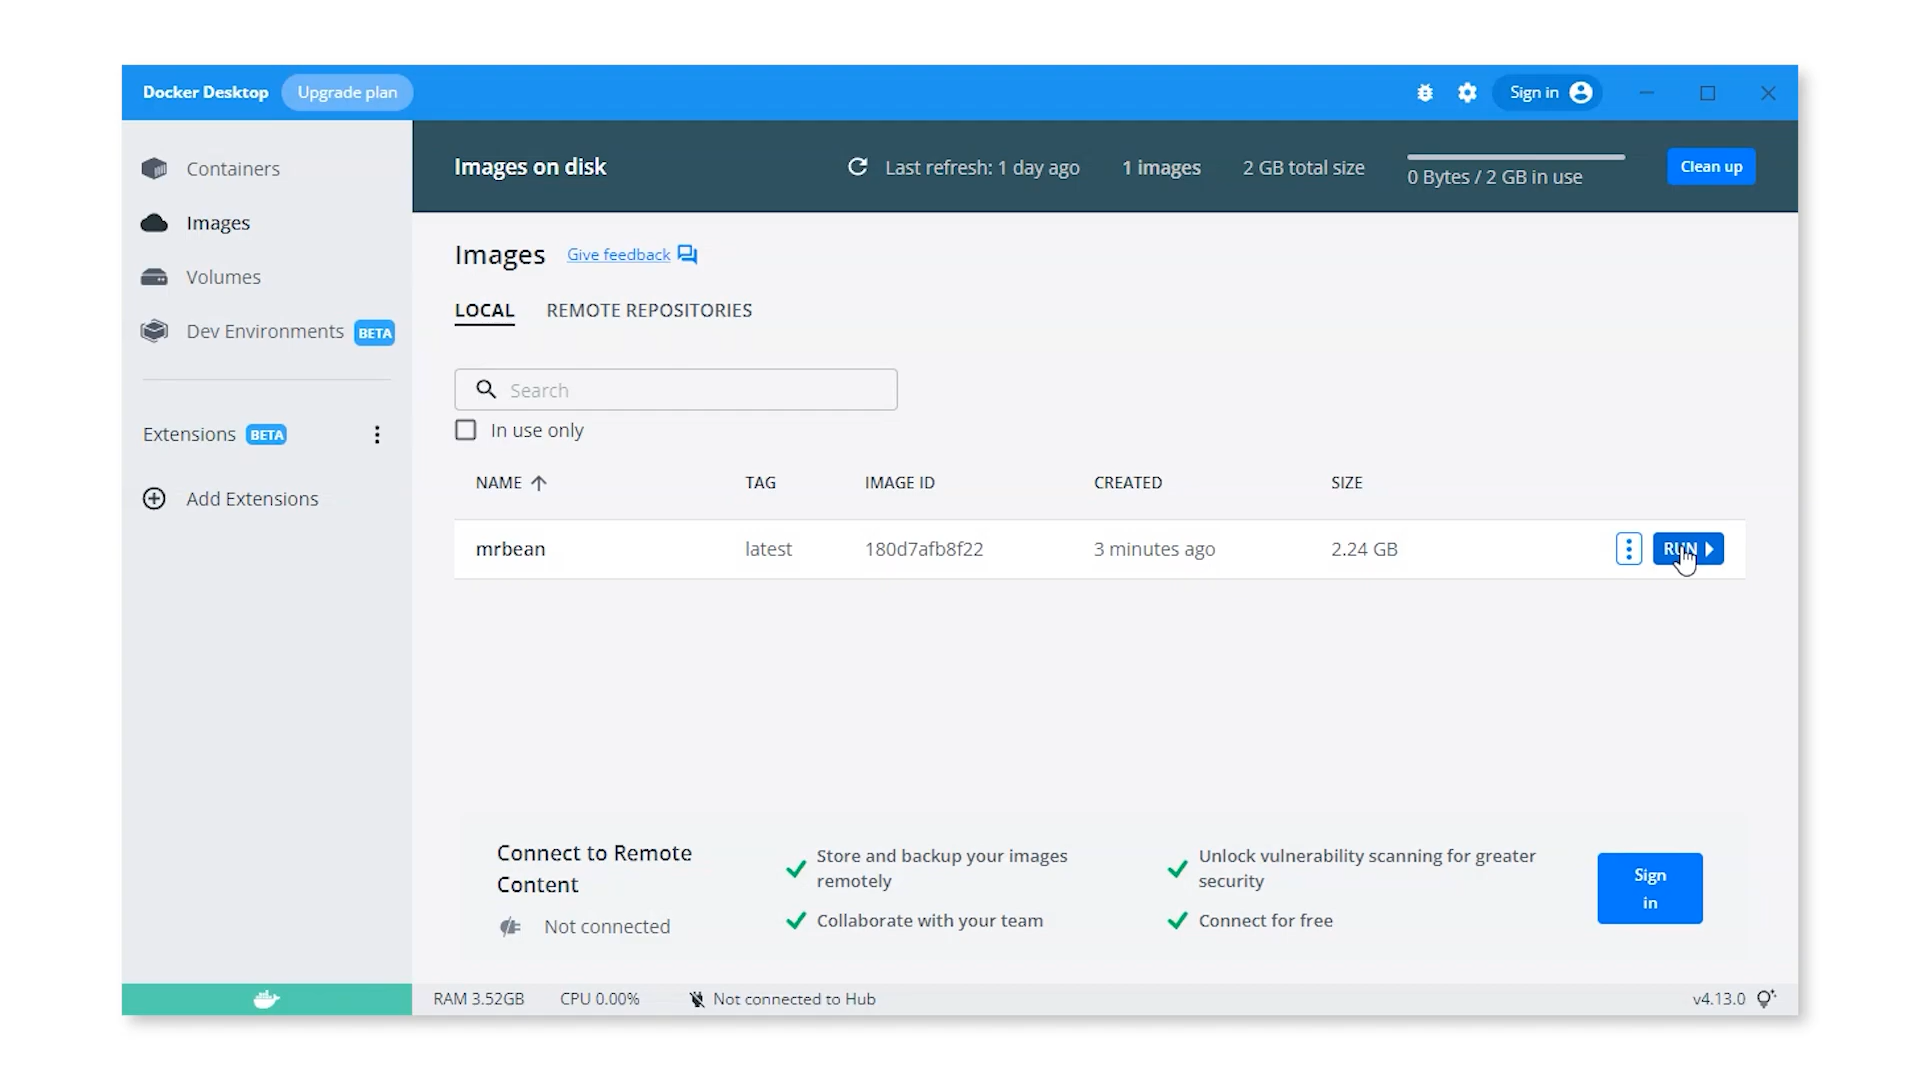 Docker Desktop Upgrade plan Sign in
Containers
Images
Volumes
Dev Environments BETA
Extensions BETA
Add Extensions
Images on disk Last refresh: 1 day ago 1 images 2 GB total size 0 Bytes / 2 GB in use Clean up
Images Give feedback
LOCAL REMOTE REPOSITORIES
Search
In use only
NAME TAG IMAGE ID CREATED SIZE
mrbean latest 180d7afb8f22 3 minutes ago 2.24 GB RUN
Connect to Remote
Content
Not connected
Store and backup your images
remotely
Collaborate with your team
Unlock vulnerability scanning for greater
security
Connect for free
Sign
in
RAM 3.52GB CPU 0.00% Not connected to Hub v4.13.0